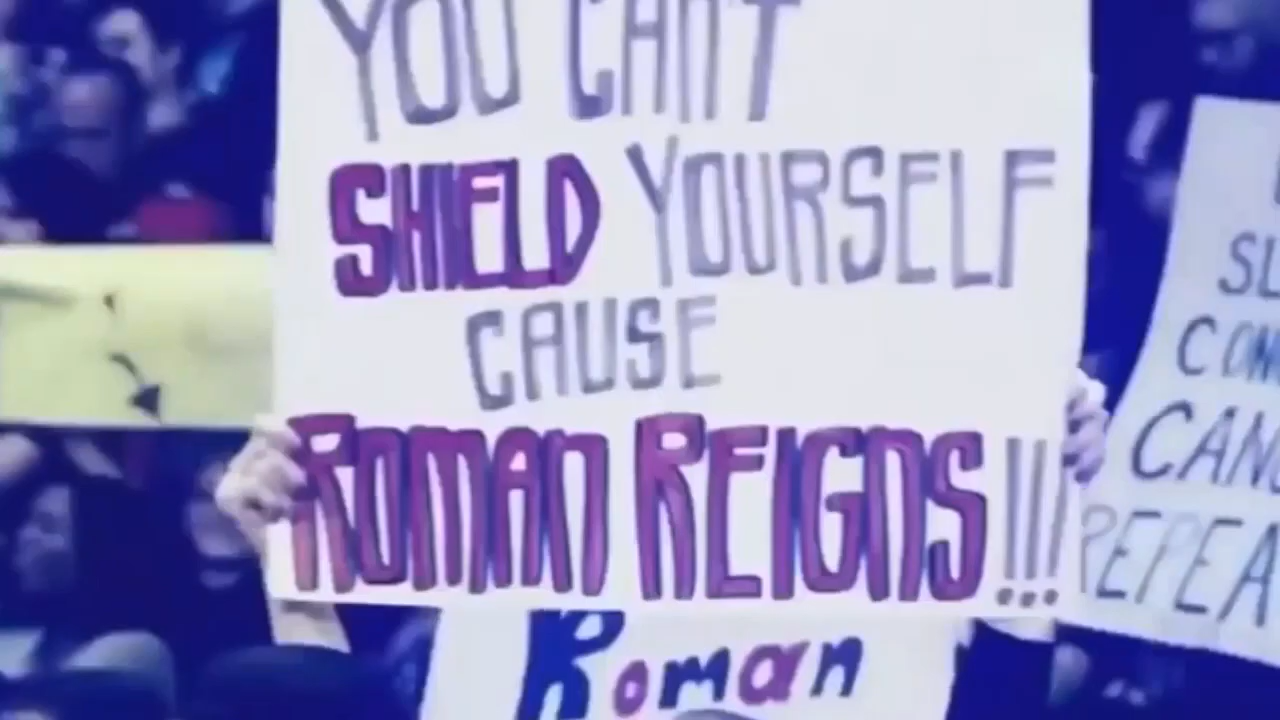 YOU CAN'T
SHIELD YOURSELF
CAUSE
ROMAN REIGNS!!!
Roman